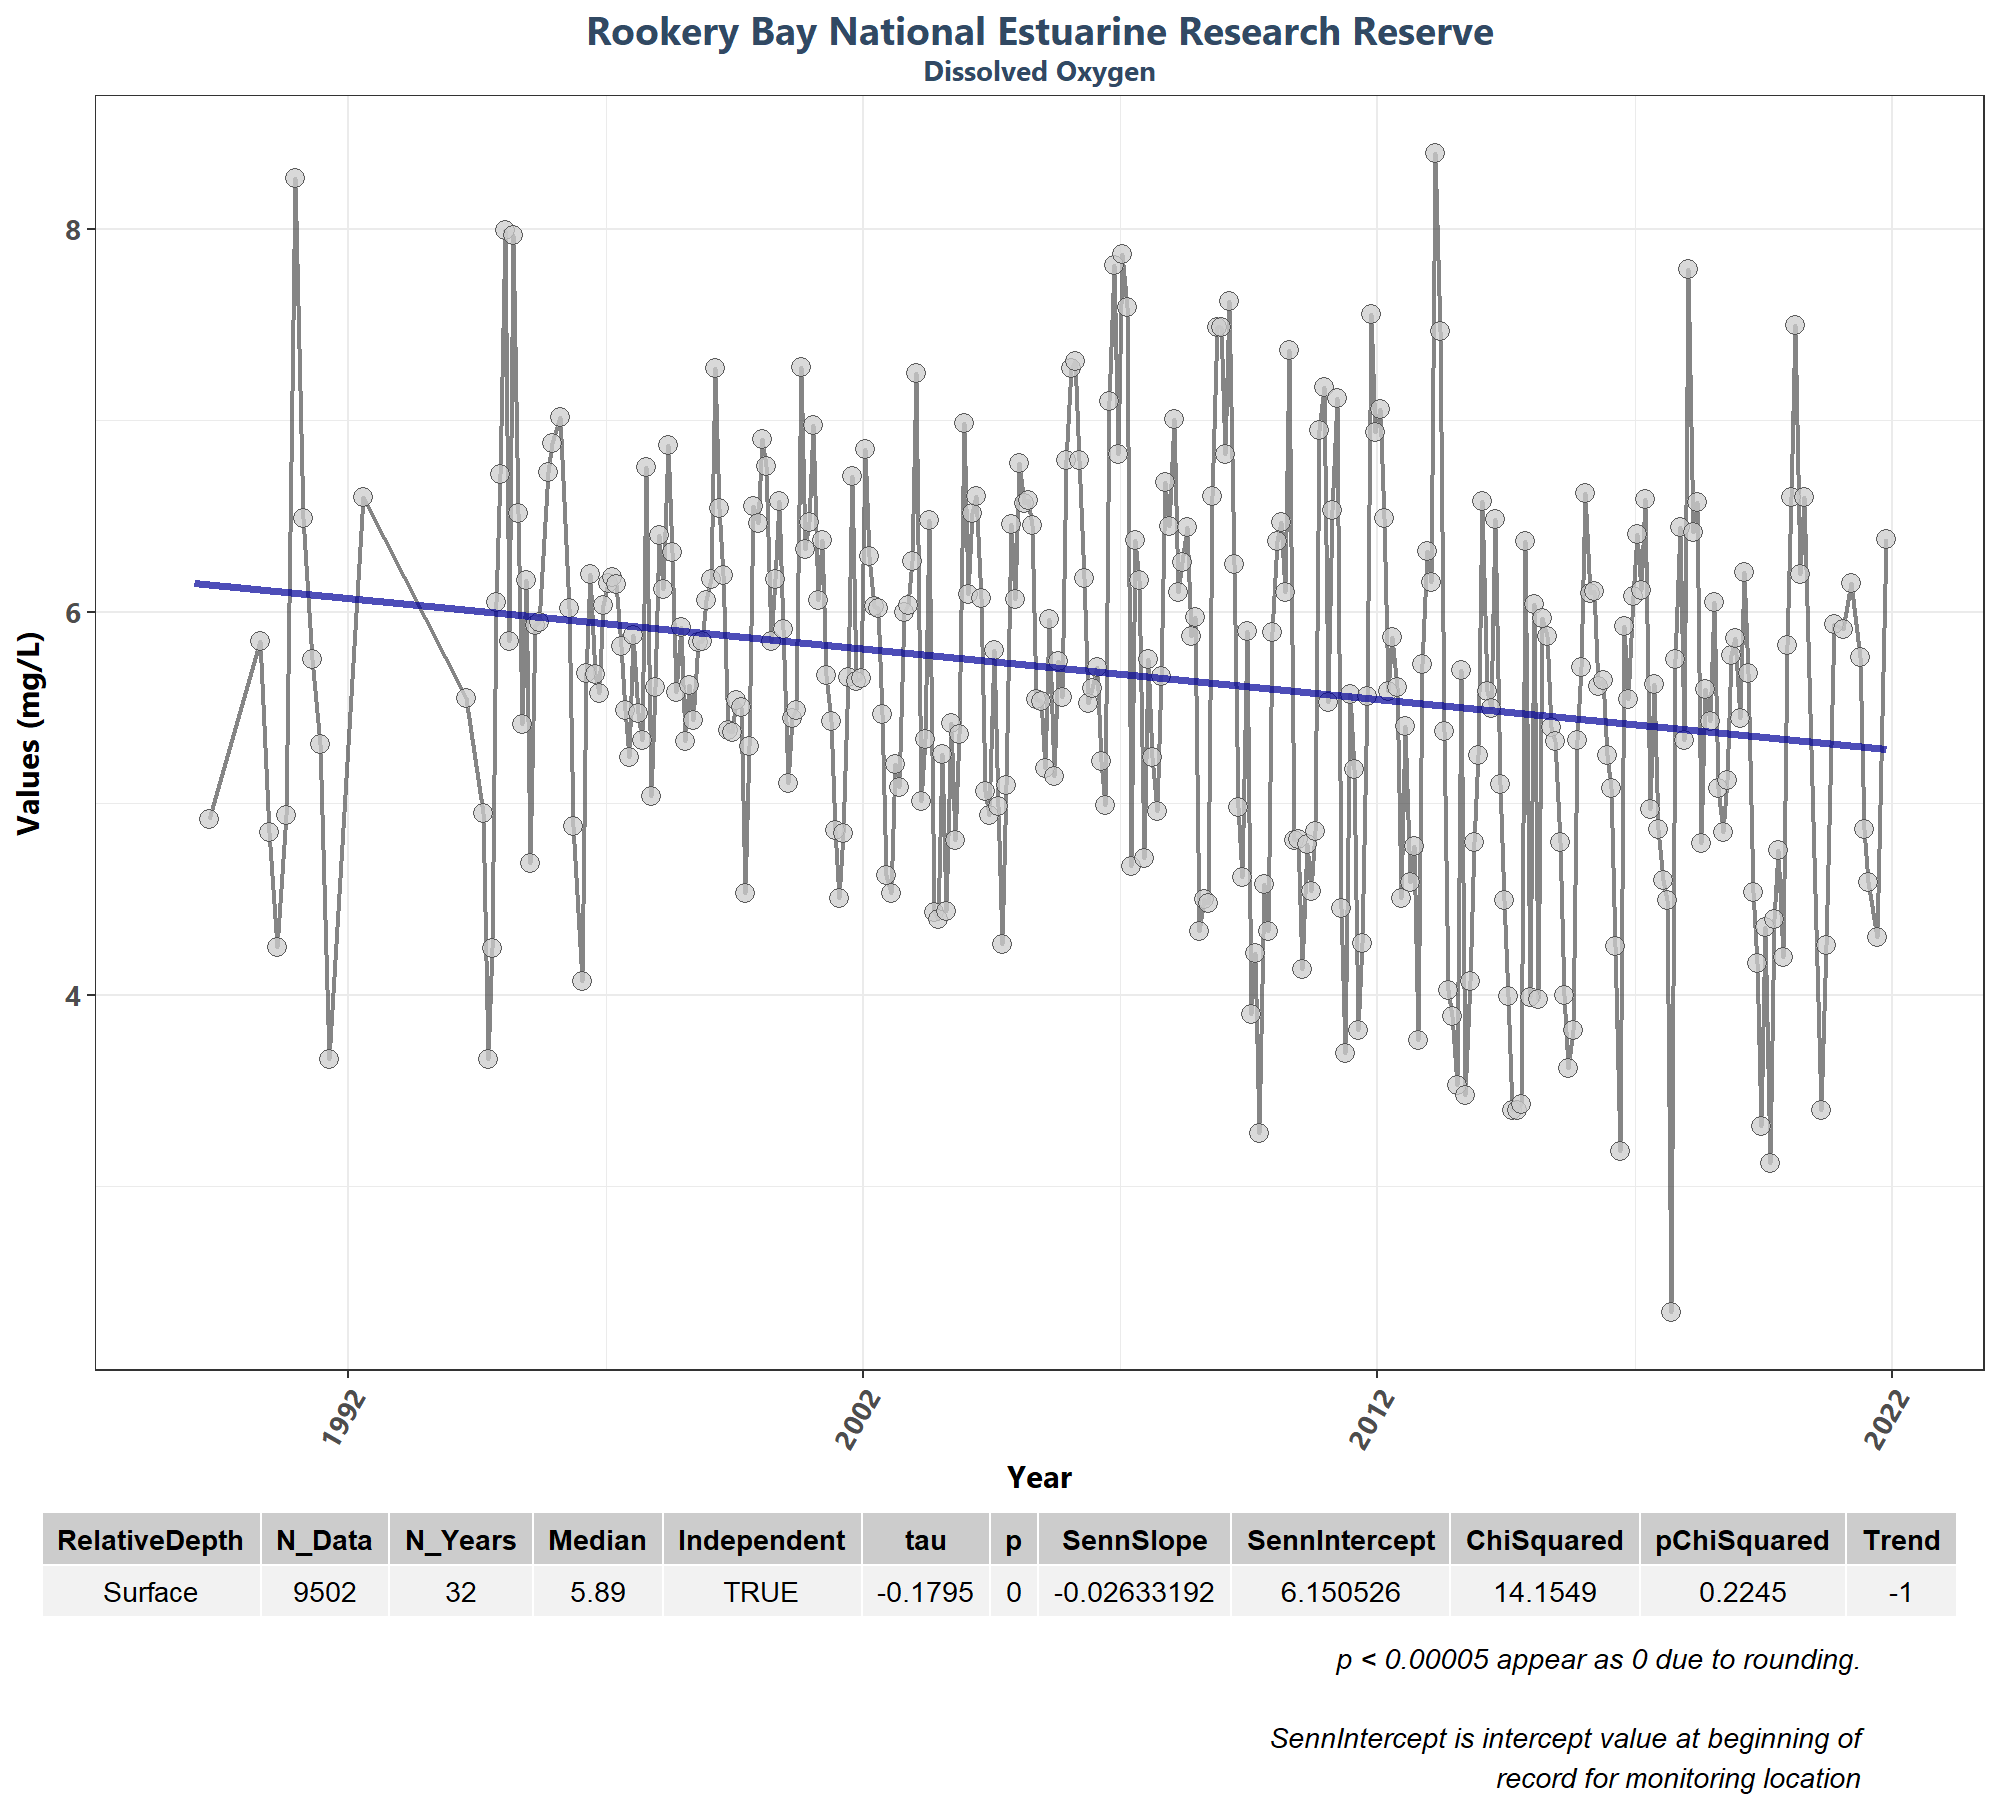 Rookery Bay National Estuarine Research Reserve
Dissolved Oxygen
Values (mg/L)
8
6
4
1992
2002
2012
2022
Year
RelativeDepth N_Data N_Years Median Independent tau p SennSlope SennIntercept ChiSquared pChiSquared Trend
Surface 9502 32 5.89 TRUE -0.1795 0 -0.02633192 6.150526 14.1549 0.2245 -1
p < 0.00005 appear as 0 due to rounding.
SennIntercept is intercept value at beginning of
record for monitoring location